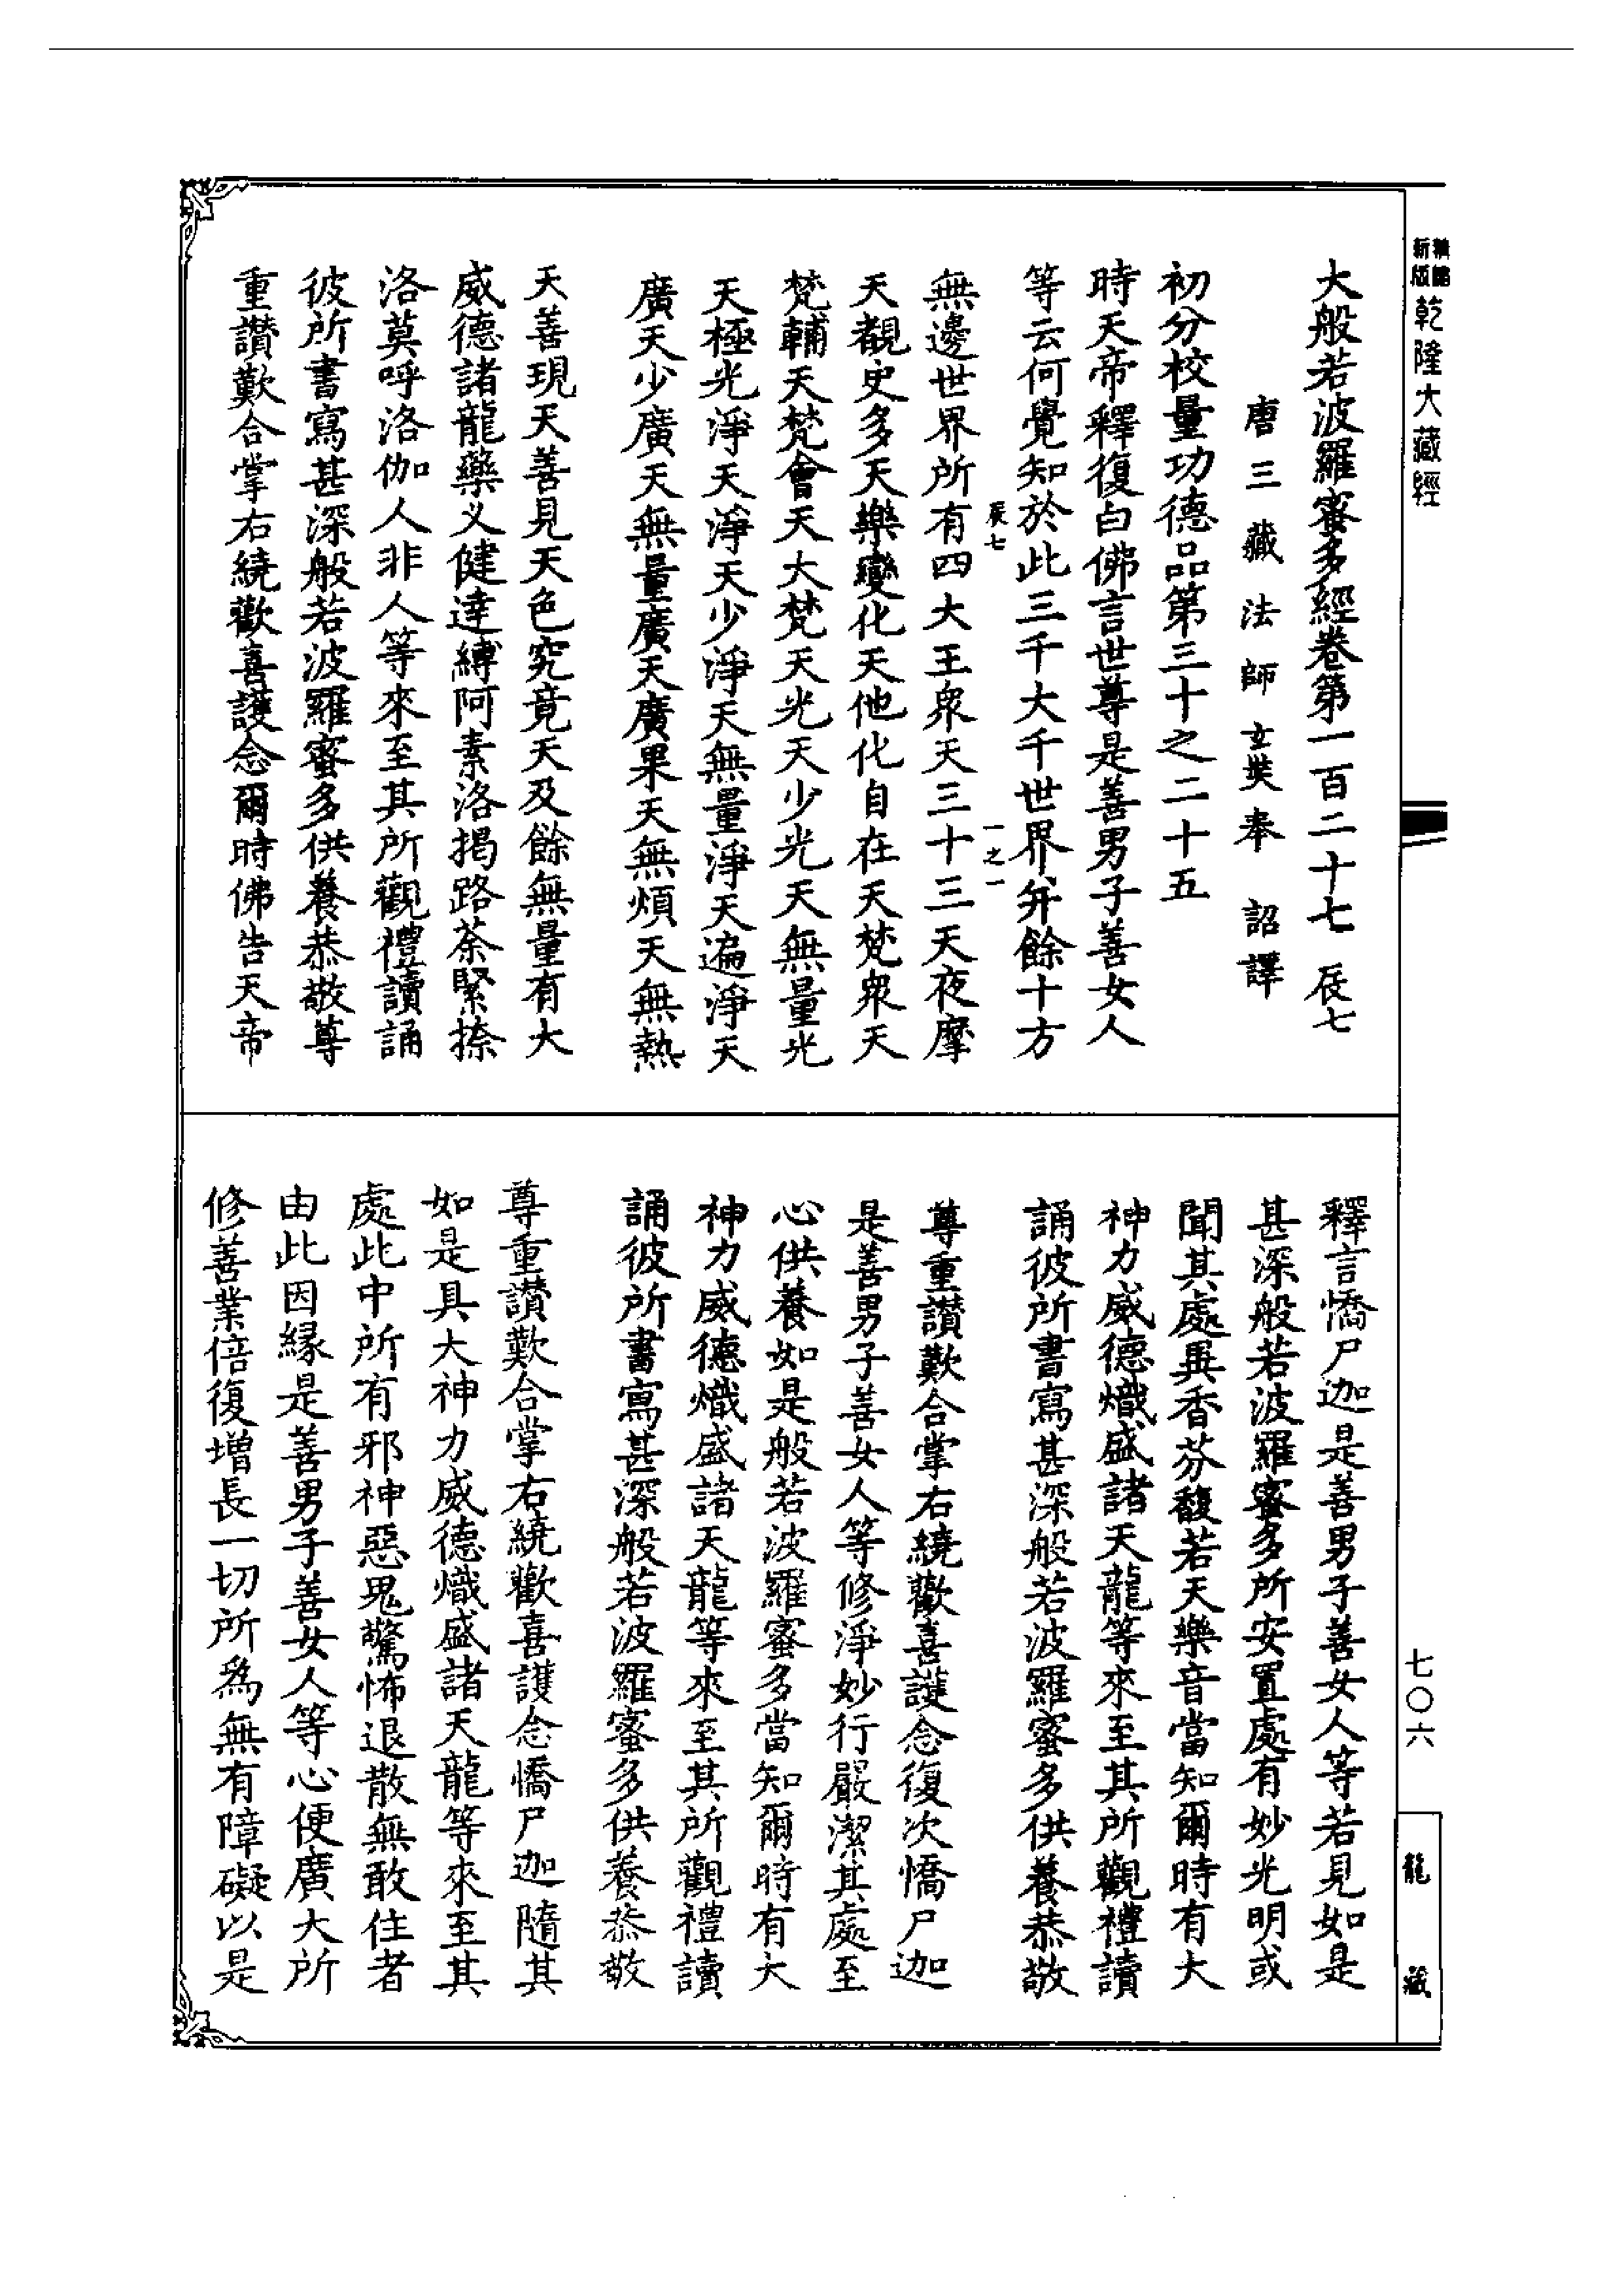 新版
精縮
乾隆大藏經
七〇六
龍藏
大般若波羅蜜多經卷第一百二十七 辰七
唐三藏法師玄奘奉 詔譯
初分校量功德品第三十之二十五
時天帝釋復白佛言世尊是善男子善女人
等云何覺知於此三千大千世界并餘十方
辰七 一之一
無邊世界所有四大王衆天三十三天夜摩
天覩史多天樂變化天他化自在天梵衆天
梵輔天梵會天大梵天光天少光天無量光
天極光淨天淨天少淨天無量淨天遍淨天
廣天少廣天無量廣天廣果天無煩天無熱
天善現天善見天色究竟天及餘無量有大
威德諸龍藥义健達縛阿素洛揭路荼緊捺
洛莫呼洛伽人非人等來至其所觀禮讀誦
彼所書寫甚深般若波羅蜜多供養恭敬尊
重讚歎合掌右繞歡喜護念爾時佛告天帝
釋言憍尸迦是善男子善女人等若見如是
甚深般若波羅蜜多所安置處有妙光明或
聞其處異香芬馥若天樂音當知爾時有大
神力威德熾盛諸天龍等來至其所觀禮讀
誦彼所書寫甚深般若波羅蜜多供養恭敬
尊重讚歎合掌右繞歡喜護念復次憍尸迦
是善男子善女人等修淨妙行嚴潔其處至
心供養如是般若波羅蜜多當知爾時有大
神力威德熾盛諸天龍等來至其所觀禮讀
誦彼所書寫甚深般若波羅蜜多供養恭敬
尊重讚歎合掌右繞歡喜護念憍尸迦隨其
如是具大神力威德熾盛諸天龍等來至其
處此中所有邪神惡鬼驚怖退散無敢住者
由此因緣是善男子善女人等心便廣大所
修善業倍復增長一切所爲無有障礙以是